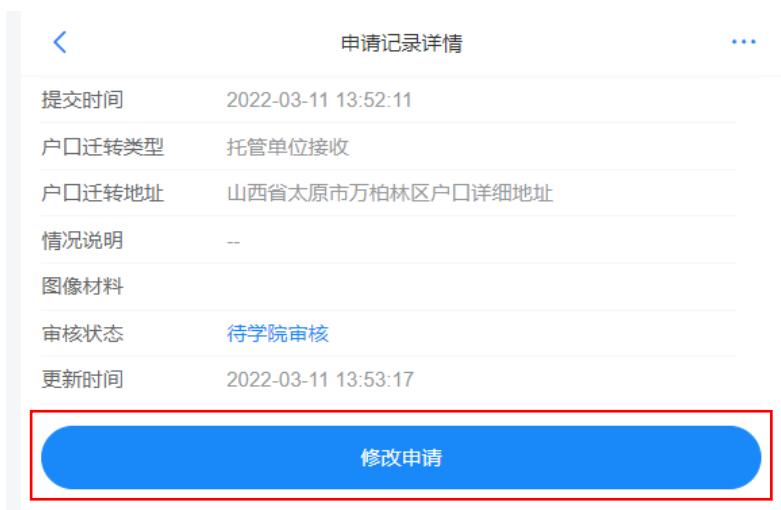 申请记录详情
提交时间 2022-03-11 13:52:11
户口迁转类型 托管单位接收
户口迁转地址 山西省太原市万柏林区户口详细地址
情况说明 --
图像材料
审核状态 待学院审核
更新时间 2022-03-11 13:53:17
修改申请